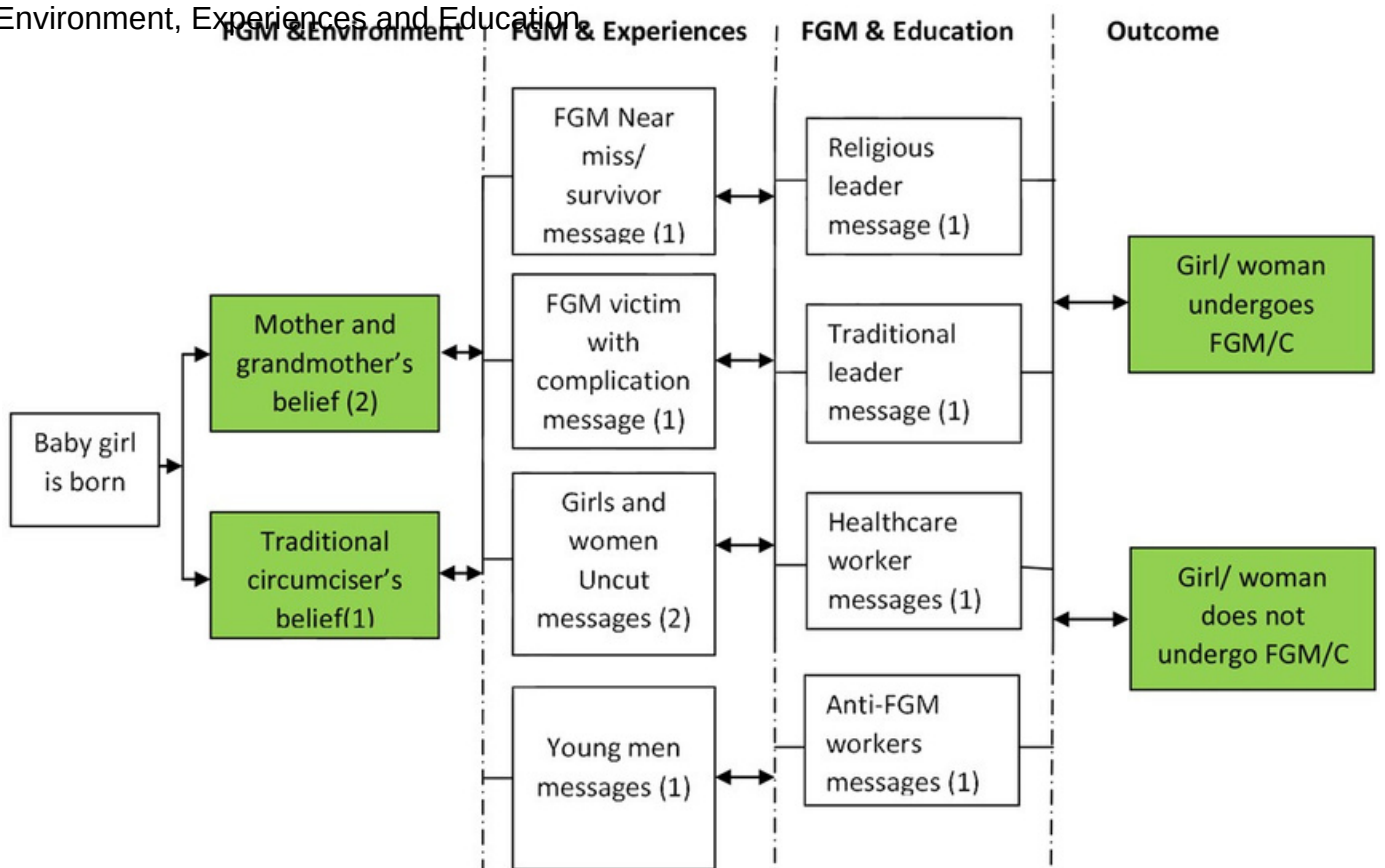 Environment, Experiences and Education
FGM &Environment
FGM & Experiences
FGM & Education
Outcome
Baby girl
is born
Mother and
grandmother's
belief (2)
Traditional
circumciser's
belief(1)
FGM Near
miss/
survivor
message (1)
FGM victim
with
complication
message (1)
Girls and
women
Uncut
messages (2)
Young men
messages (1)
Religious
leader
message (1)
Traditional
leader
message (1)
Healthcare
worker
messages (1)
Anti-FGM
workers
messages (1)
Girl/ woman
undergoes
FGM/C
Girl/ woman
does not
undergo FGM/C